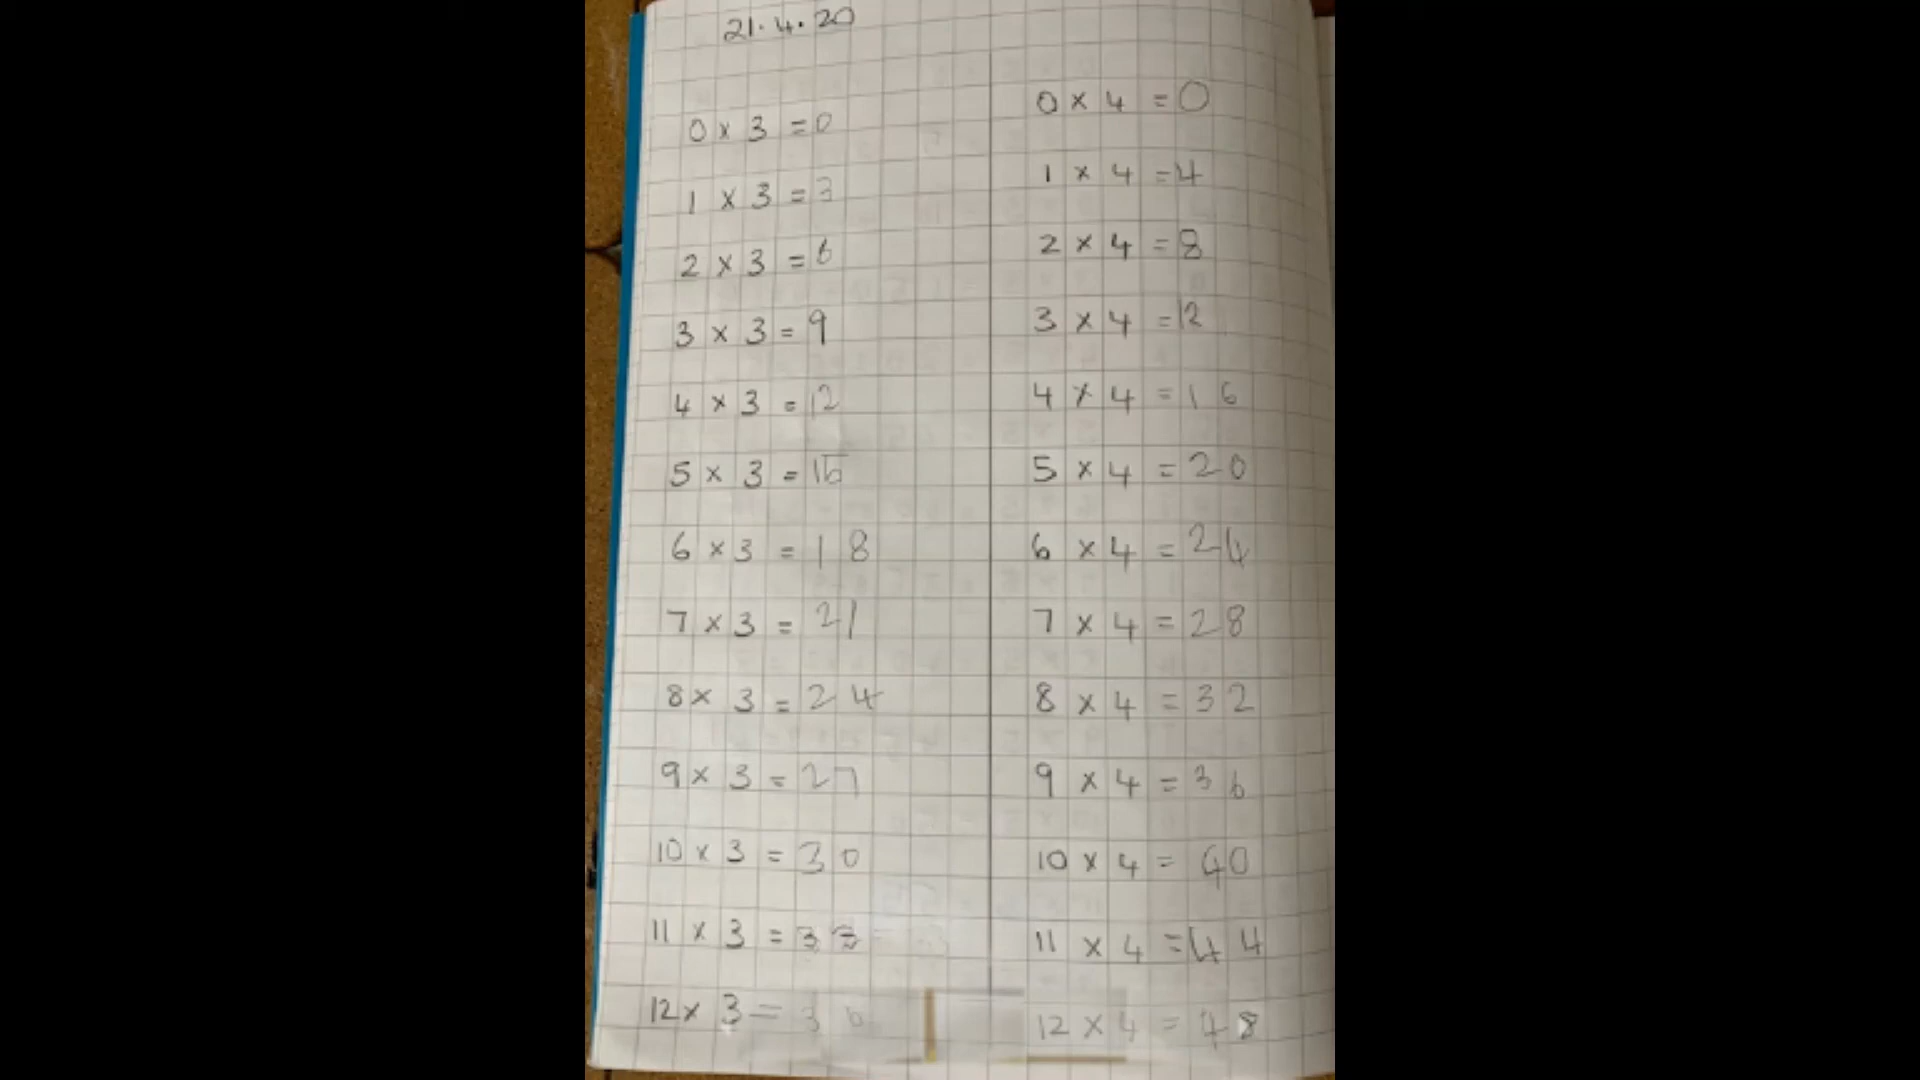 21.4.20
0 x 3 = 0
1 x 3 = 3
2 x 3 = 6
3 x 3 = 9
4 x 3 = 12
5 x 3 = 15
6 x 3 = 18
7 x 3 = 21
8 x 3 = 24
9 x 3 = 27
10 x 3 = 30
11 x 3 = 33
12 x 3 = 36
0 x 4 = 0
1 x 4 = 4
2 x 4 = 8
3 x 4 = 12
4 x 4 = 16
5 x 4 = 20
6 x 4 = 24
7 x 4 = 28
8 x 4 = 32
9 x 4 = 36
10 x 4 = 40
11 x 4 = 44
12 x 4 = 48